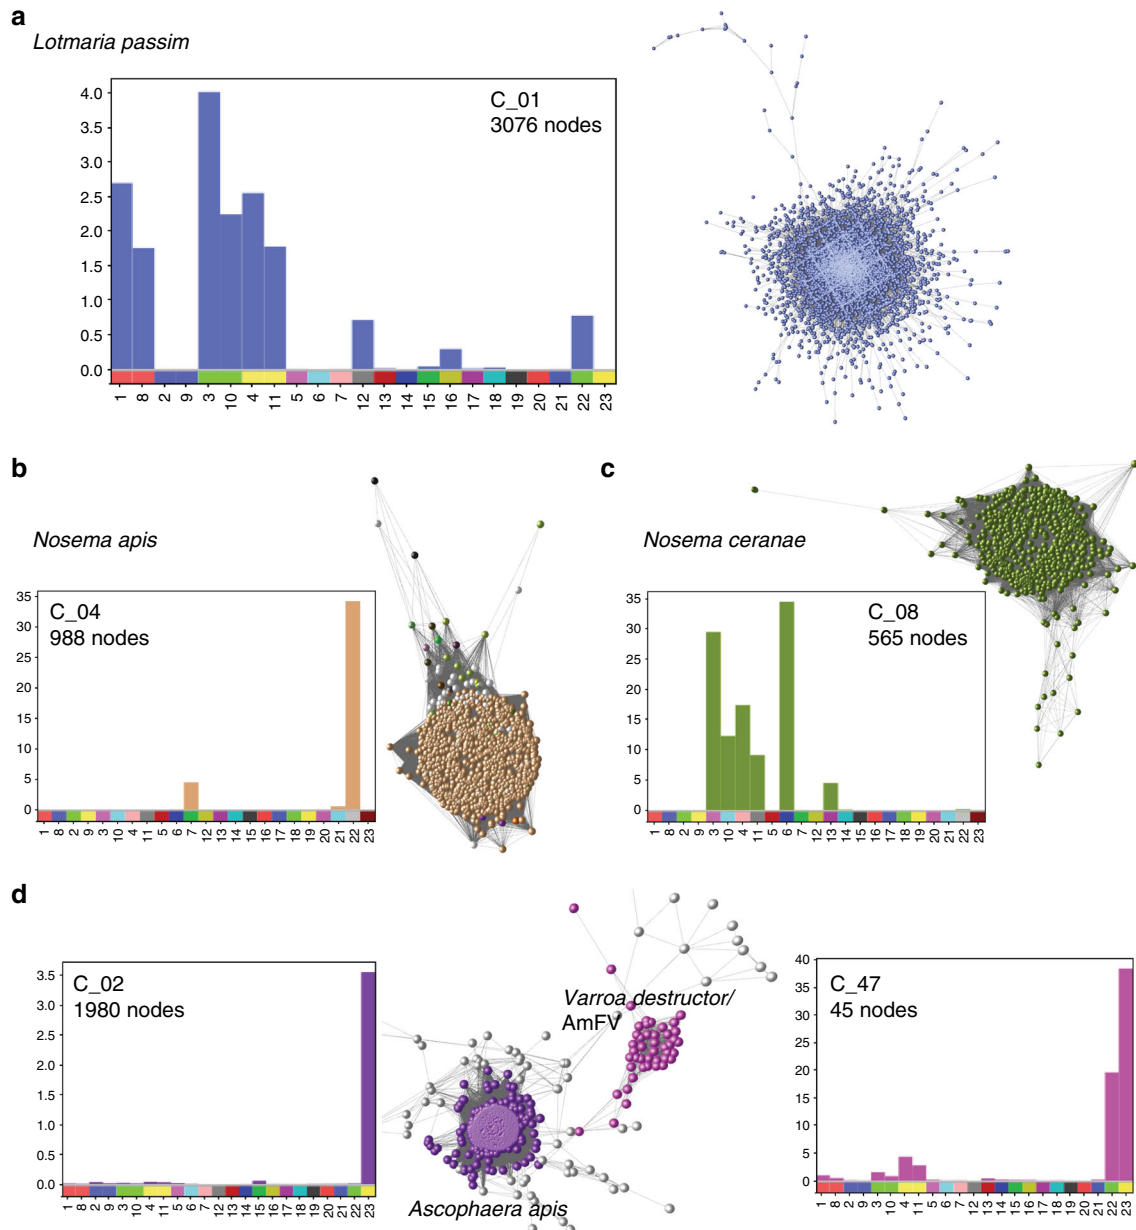 a
Lotmaria passim
C_01
3076 nodes
4.0
3.5
3.0
2.5
2.0
1.5
1.0
0.5
0.0
1 8 2 9 3 10 4 11 5 6 7 12 13 14 15 16 17 18 19 20 21 22 23
b
Nosema apis
C_04
988 nodes
35
30
25
20
15
10
5
0
1 8 2 9 3 10 4 11 5 6 7 12 13 14 15 16 17 18 19 20 21 22 23
c
Nosema ceranae
C_08
565 nodes
35
30
25
20
15
10
5
0
1 8 2 9 3 10 4 11 5 6 7 12 13 14 15 16 17 18 19 20 21 22 23
d
C_02
1980 nodes
3.5
3.0
2.5
2.0
1.5
1.0
0.5
0.0
1 8 2 9 3 10 4 11 5 6 7 12 13 14 15 16 17 18 19 20 21 22 23
Varroa destructor/
AmFV
Ascophaera apis
C_47
45 nodes
40
35
30
25
20
15
10
5
0
1 8 2 9 3 10 4 11 5 6 7 12 13 14 15 16 17 18 19 20 21 22 23